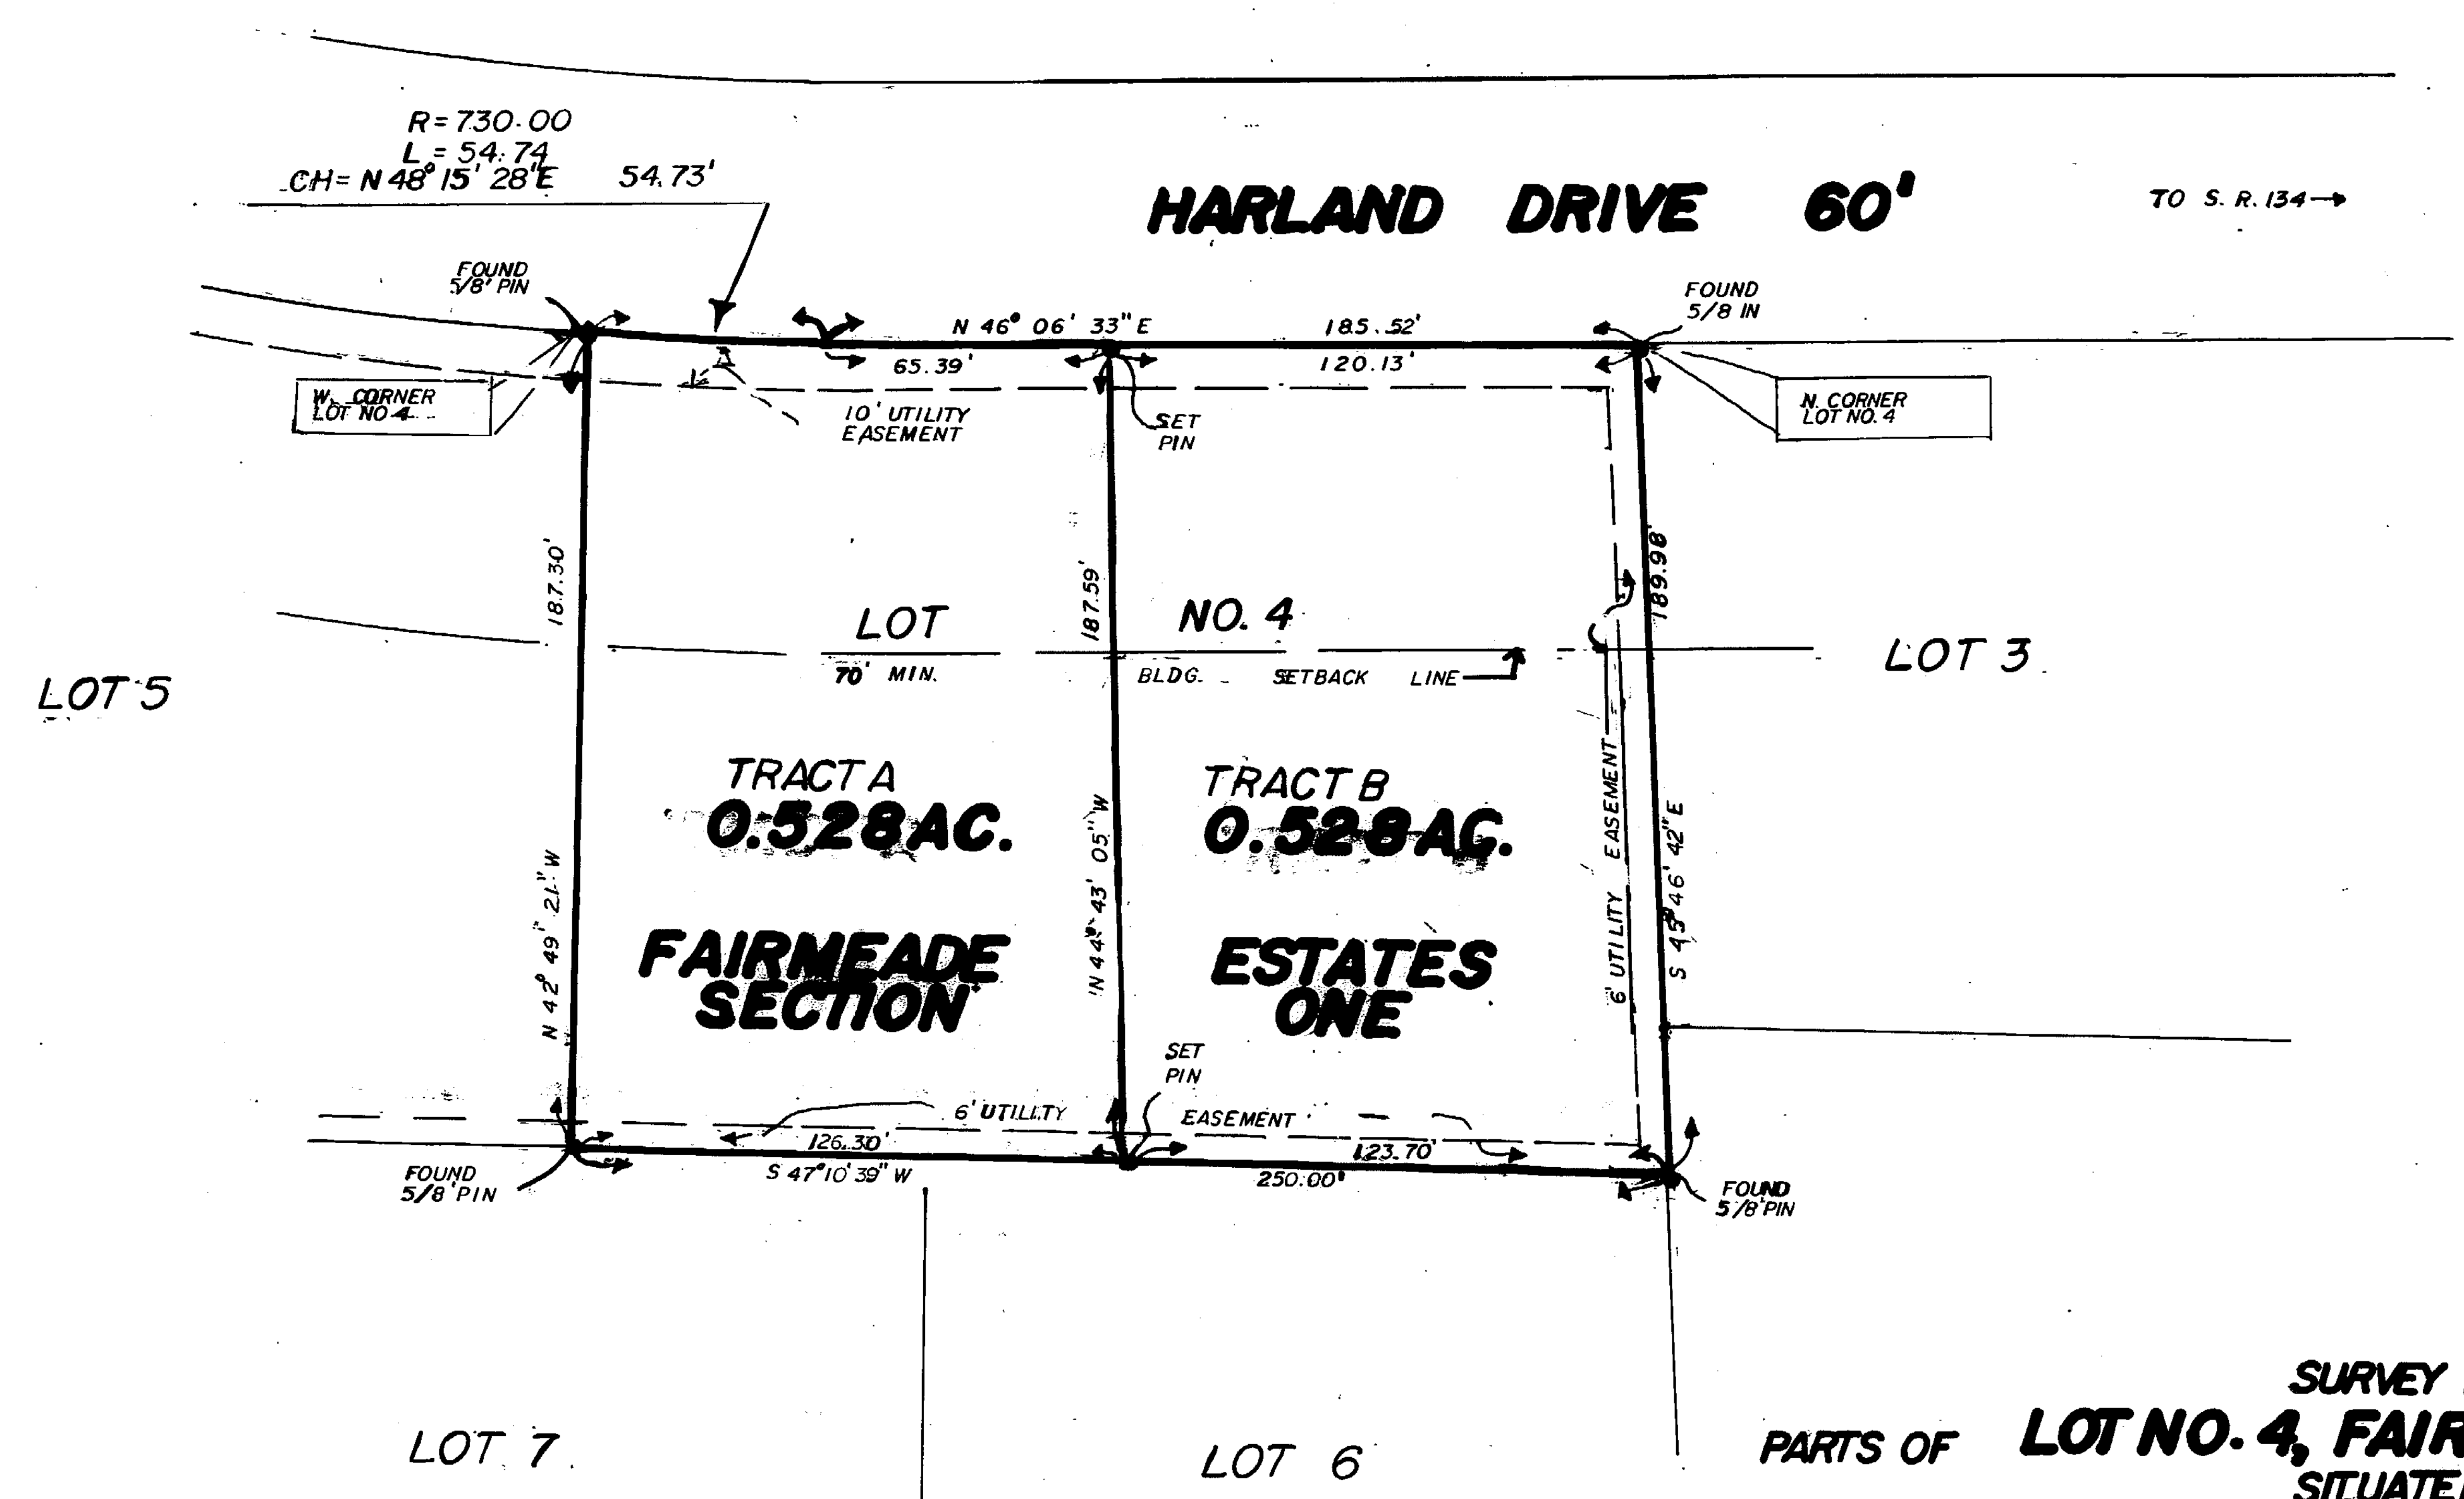 R=730.00
L = 54.74
CH= N 48° 15' 28"E 54.73'
HARLAND DRIVE 60'
TO S. R. 134
FOUND
5/8' PIN
FOUND
5/8 IN
N 46° 06' 33" E 185.52'
65.39'
120.13'
W. CORNER
LOT NO 4
N. CORNER
LOT NO. 4
10' UTILITY
EASEMENT
SET
PIN
187.30'
187.59'
189.98'
LOT NO. 4
70' MIN. BLDG. SETBACK LINE
LOT 5
LOT 3
TRACT A
0.528 AC.
TRACT B
0.528 AC.
N 42° 49' 21" W
N 44° 43' 05" W
6' UTILITY EASEMENT
S 45° 46' 42" E
FAIRMEADE ESTATES
SECTION ONE
SET
PIN
6' UTILITY EASEMENT
126.30'
123.70'
S 47° 10' 39" W 250.00'
FOUND
5/8' PIN
FOUND
5/8" PIN
LOT 7
LOT 6
SURVEY
PARTS OF LOT NO. 4, FAIR
SITUATE